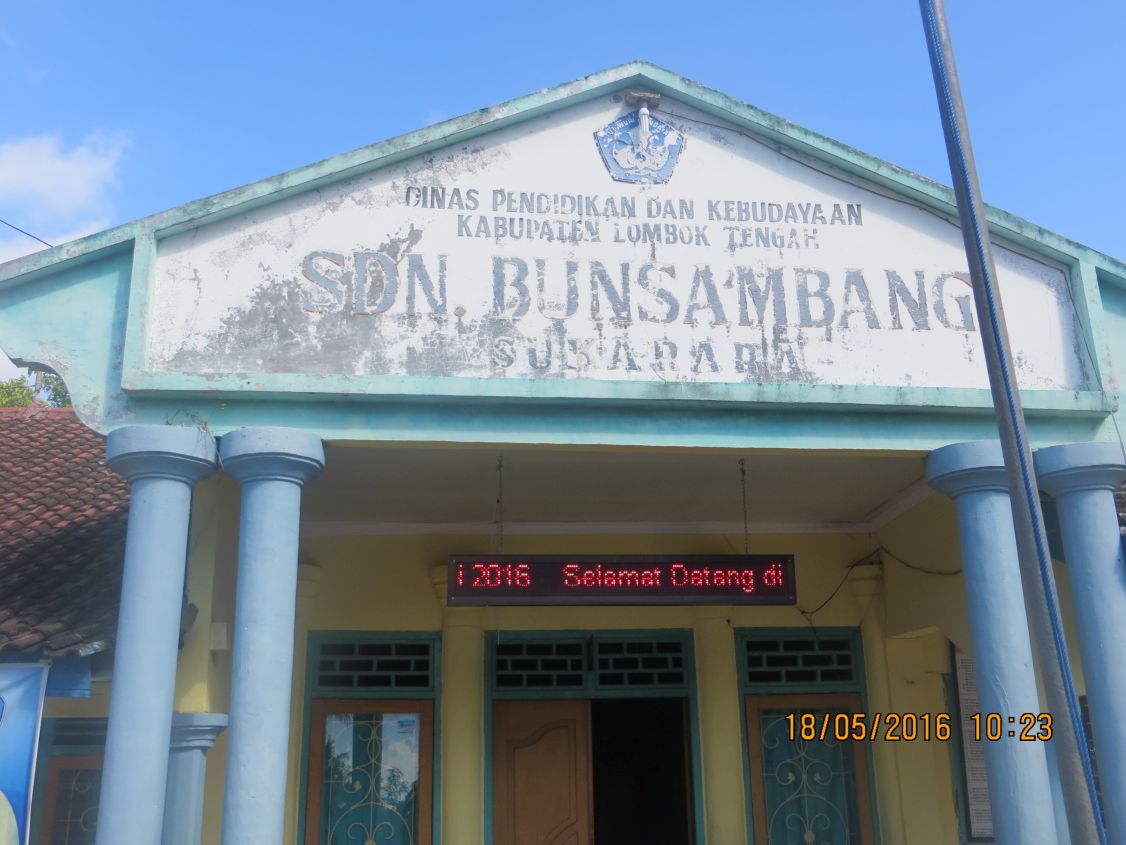 DINAS PENDIDIKAN DAN KEBUDAYAAN
KABUPATEN LOMBOK TENGAH
SDN. BUNSAMBANG
SUKARARA
I 2016 Selamat Datang di
18/05/2016 10:23